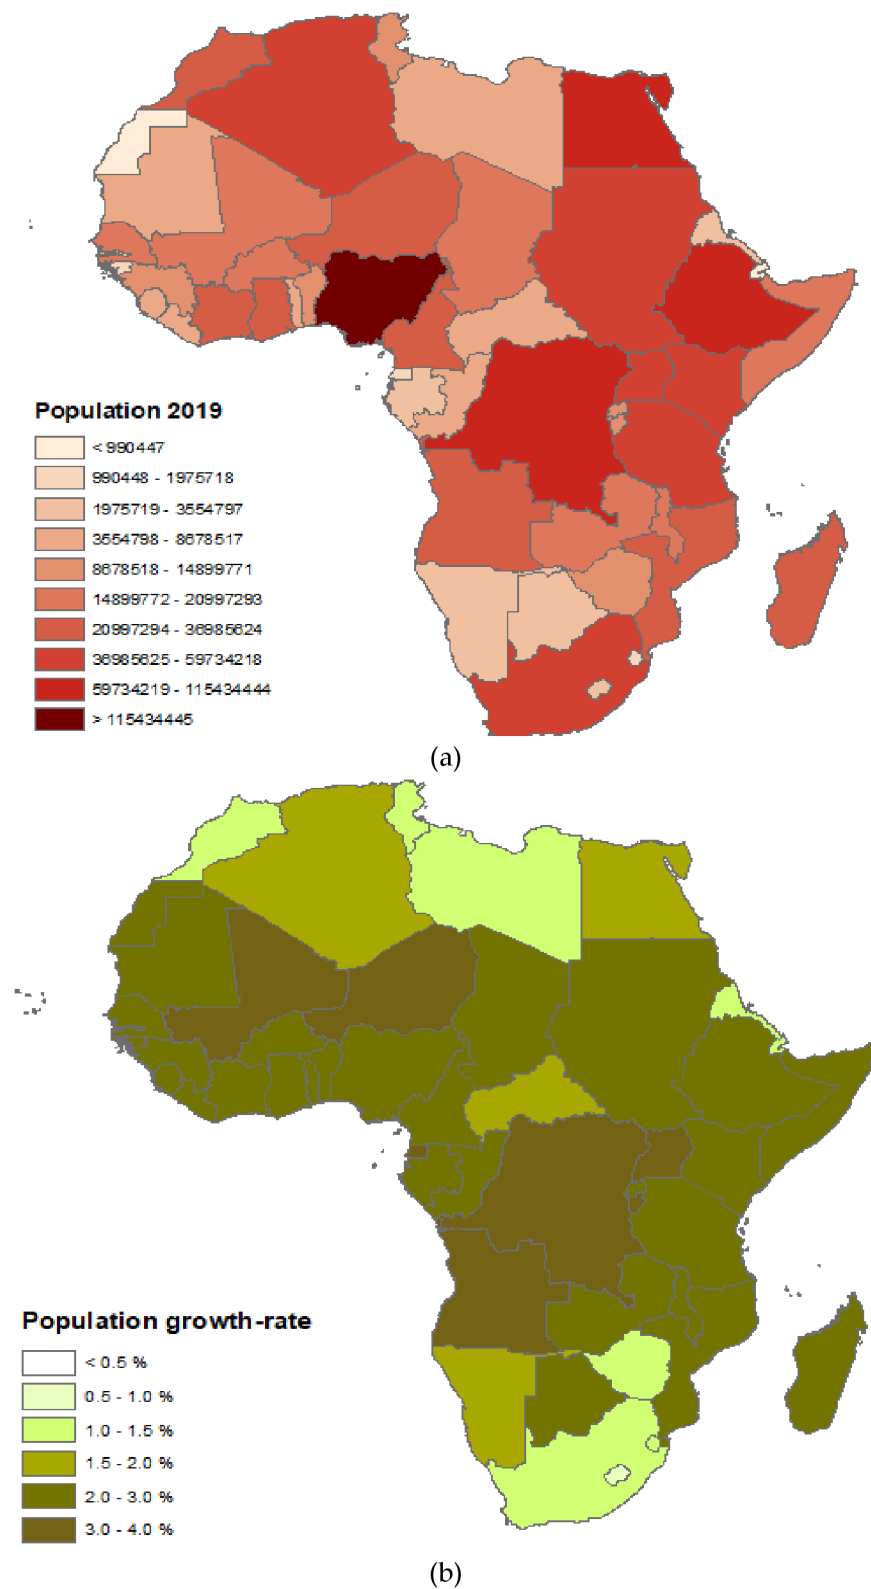 Population 2019
< 990447
990448 - 1975718
1975719 - 3554797
3554798 - 8678517
8678518 - 14899771
14899772 - 20997293
20997294 - 36985624
36985625 - 59734218
59734219 - 115434444
> 115434445
(a)
Population growth-rate
< 0.5 %
0.5 - 1.0 %
1.0 - 1.5 %
1.5 - 2.0 %
2.0 - 3.0 %
3.0 - 4.0 %
(b)